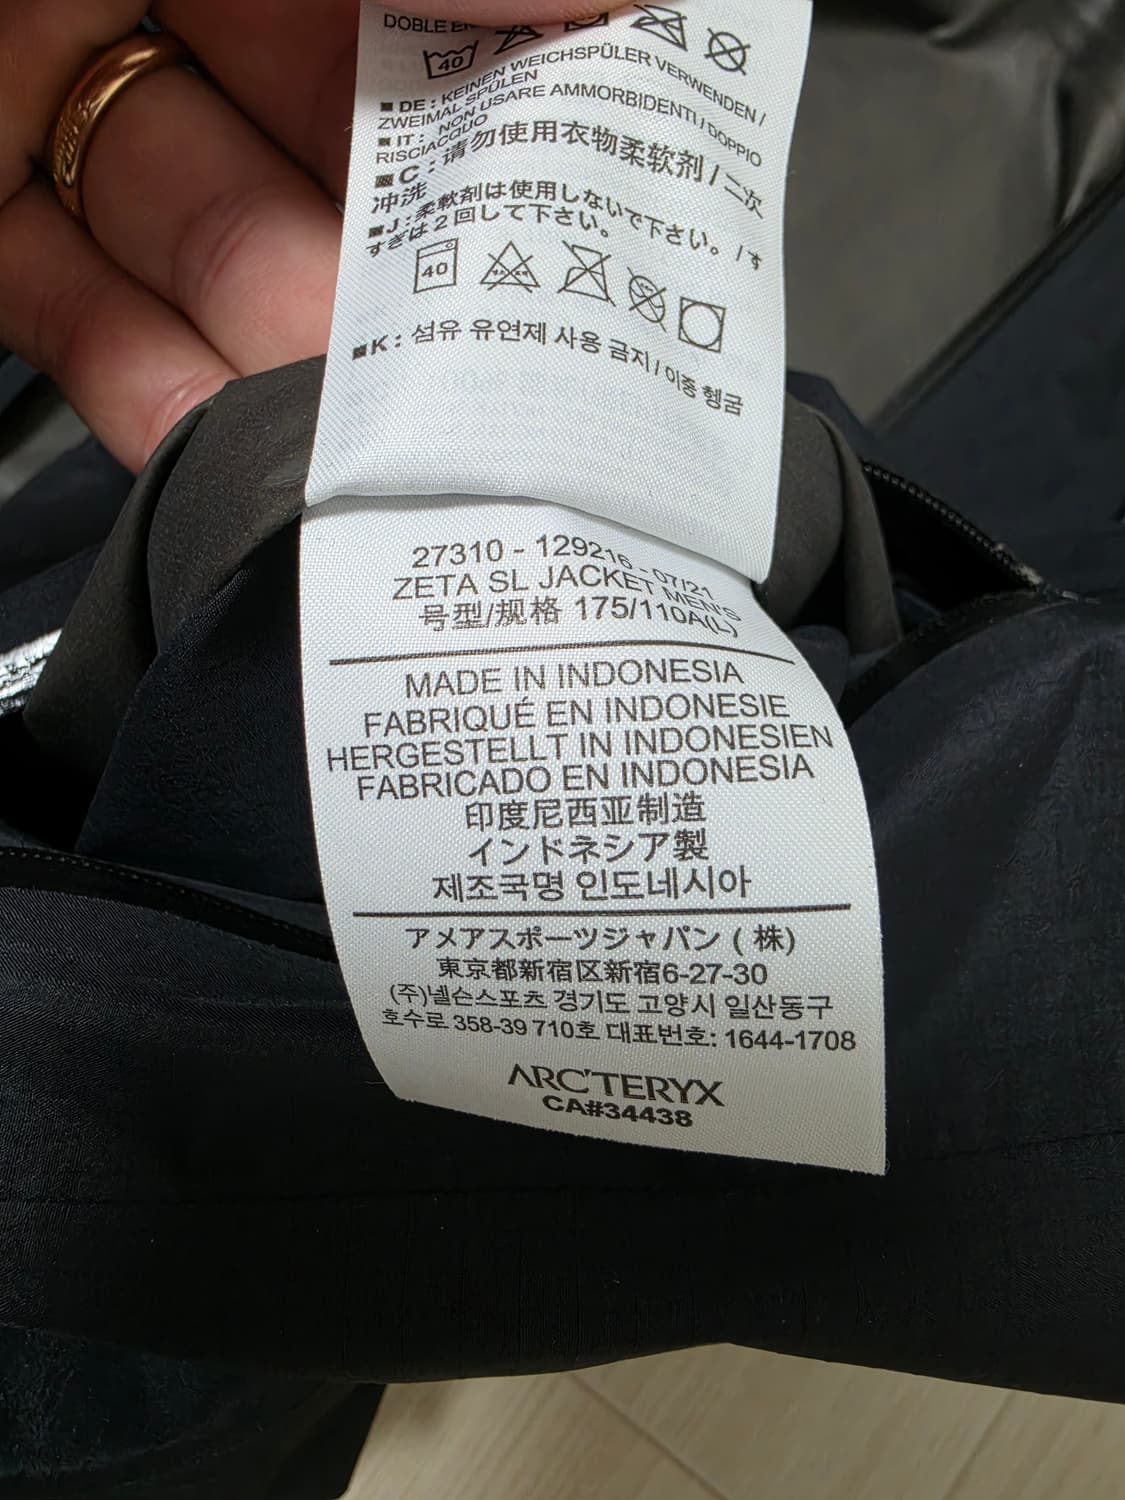 DOBLE
40
■ DE : KEINEN WEICHSPÜLER VERWENDEN /
ZWEIMAL SPÜLEN
■ IT : NON USARE AMMORBIDENTI / DOPPIO
RISCIACQUO
■ C : 请勿使用衣物柔软剂 / 二次
冲洗
■ J : 柔軟剤は使用しないで下さい。 / す
すぎは2回して下さい。
40
■ K : 섬유 유연제 사용 금지 / 이중 헹굼
27310 - 129216 - 07/21
ZETA SL JACKET MEN'S
号型/规格 175/110A(L)
MADE IN INDONESIA
FABRIQUÉ EN INDONESIE
HERGESTELLT IN INDONESIEN
FABRICADO EN INDONESIA
印度尼西亚制造
インドネシア製
제조국명 인도네시아
アメアスポーツジャパン ( 株)
東京都新宿区新宿6-27-30
(주)넬슨스포츠 경기도 고양시 일산동구
호수로 358-39 710호 대표번호: 1644-1708
ARC'TERYX
CA#34438